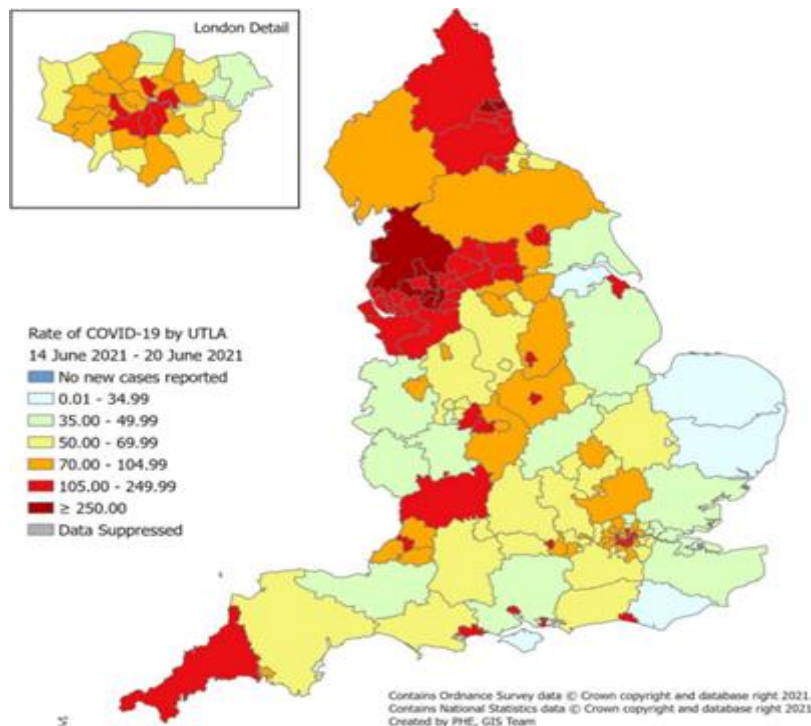 London Detail
Rate of COVID-19 by UTLA
14 June 2021 - 20 June 2021
No new cases reported
0.01 - 34.99
35.00 - 49.99
50.00 - 69.99
70.00 - 104.99
105.00 - 249.99
≥ 250.00
Data Suppressed
Contains Ordnance Survey data © Crown copyright and database right 2021.
Contains National Statistics data © Crown copyright and database right 2021
Created by PHE, GIS Team